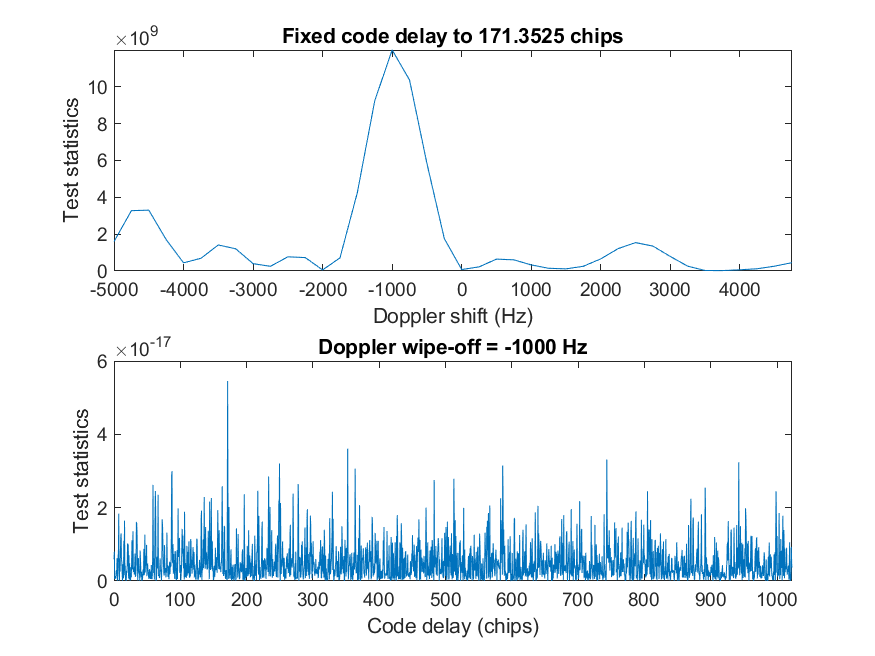 ×10^9
Fixed code delay to 171.3525 chips
10
8
6
4
2
0
Test statistics
-5000 -4000 -3000 -2000 -1000 0 1000 2000 3000 4000
Doppler shift (Hz)
×10^-17
Doppler wipe-off = -1000 Hz
6
4
2
0
Test statistics
0 100 200 300 400 500 600 700 800 900 1000
Code delay (chips)